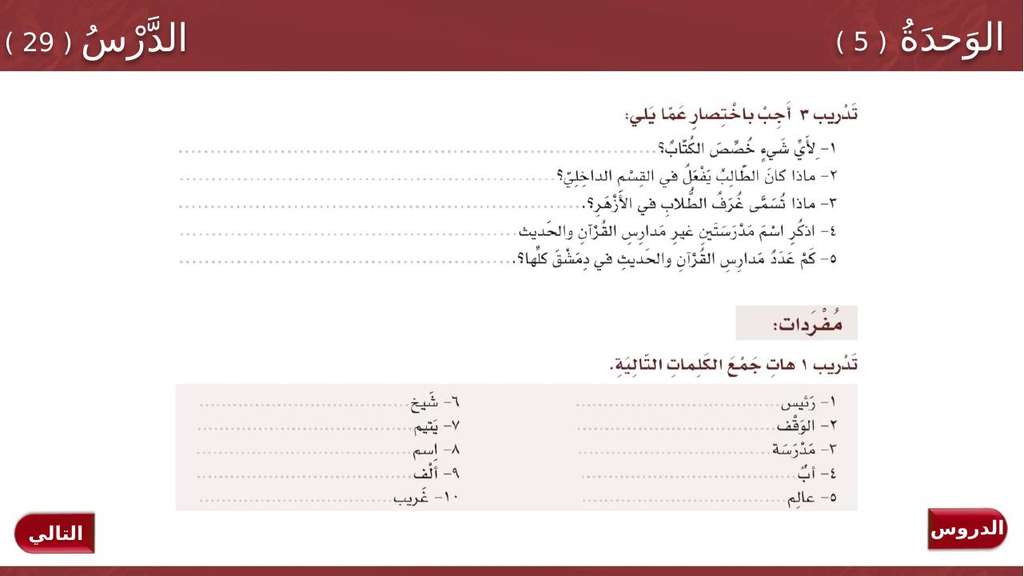 الوَحدَةُ ( 5 )
الدَّرْسُ ( 29 )
تَدْريب ٣ أَجِبْ باخْتِصارٍ عَمّا يَلي:
١- لِأَيِّ شَيءٍ خُصِّصَ الكُتّابُ؟
٢- ماذا كانَ الطّالِبُ يَفْعَلُ في القِسْمِ الداخِلِيّ؟
٣- ماذا تُسَمَّى غُرَفُ الطُّلابِ في الأَزْهَرِ؟
٤- اذكُرِ اسْمَ مَدْرَسَتَينِ غيرِ مَدارِسِ القُرْآنِ والحَديث
٥- كَمْ عَدَدُ مَدارِسِ القُرْآنِ والحَديثِ في دِمَشْقَ كلِّها؟
مُفْرَدات:
تَدْريب ١ هاتِ جَمْعَ الكَلِماتِ التّالِيَةِ.
١- رَئيس
٢- الوَقْف
٣- مَدْرَسَة
٤- أبٌ
٥- عالِم
٦- شَيخ
٧- يَتيم
٨- اِسم
٩- أَلْف
١٠- غَريب
الدروس
التالي